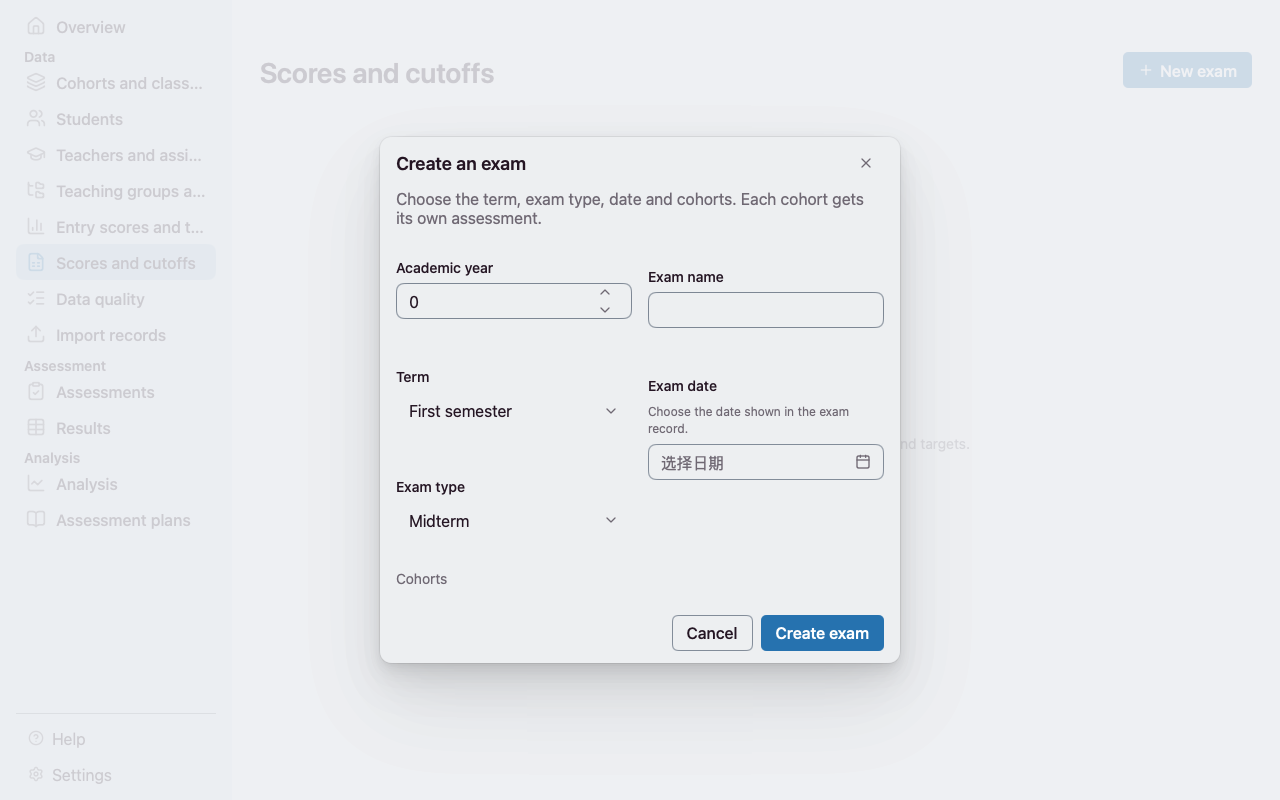 Overview
Data
Cohorts and class...
Students
Teachers and assi...
Teaching groups a...
Entry scores and t...
Scores and cutoffs
Data quality
Import records
Assessment
Assessments
Results
Analysis
Analysis
Assessment plans
Help
Settings
Scores and cutoffs
New exam
nd targets.
Create an exam
Choose the term, exam type, date and cohorts. Each cohort gets
its own assessment.
Academic year
0
Exam name
Term
First semester
Exam date
Choose the date shown in the exam
record.
选择日期
Exam type
Midterm
Cohorts
Cancel
Create exam